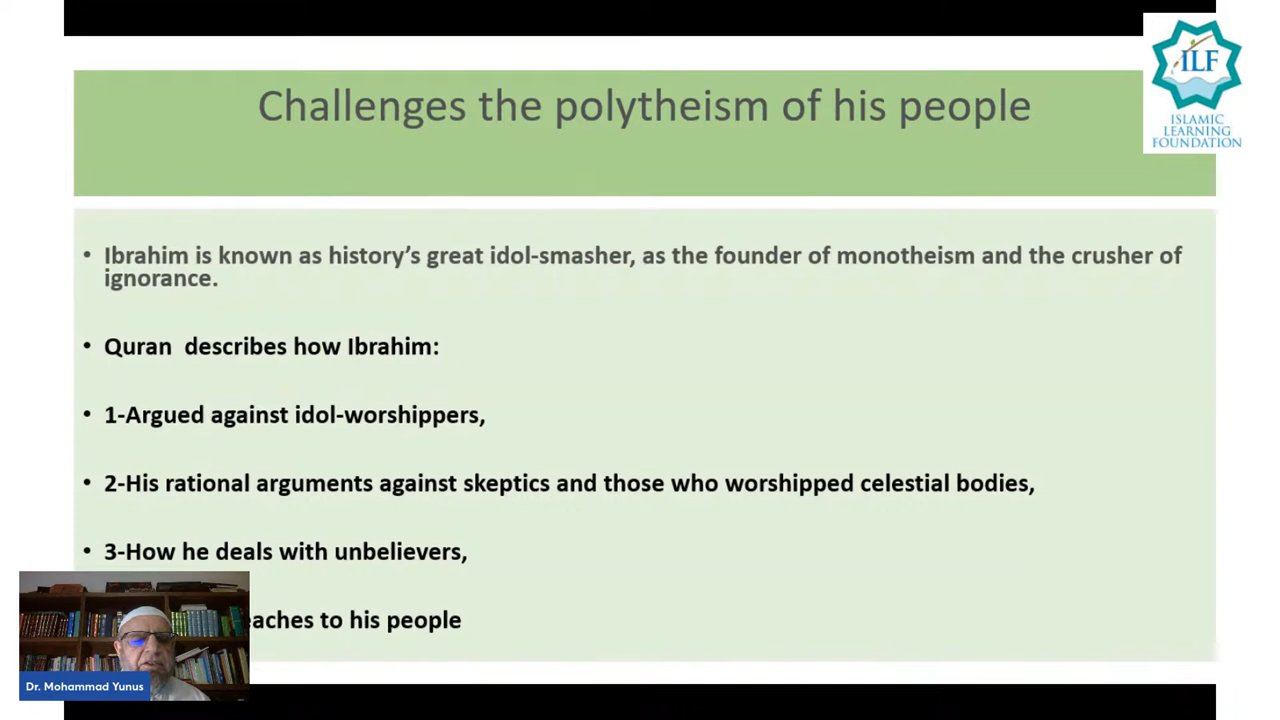 ILF
ISLAMIC
LEARNING
FOUNDATION
Challenges the polytheism of his people
• Ibrahim is known as history’s great idol-smasher, as the founder of monotheism and the crusher of
ignorance.
• Quran describes how Ibrahim:
• 1-Argued against idol-worshippers,
• 2-His rational arguments against skeptics and those who worshipped celestial bodies,
• 3-How he deals with unbelievers,
to his people
Dr. Mohammad Yunus